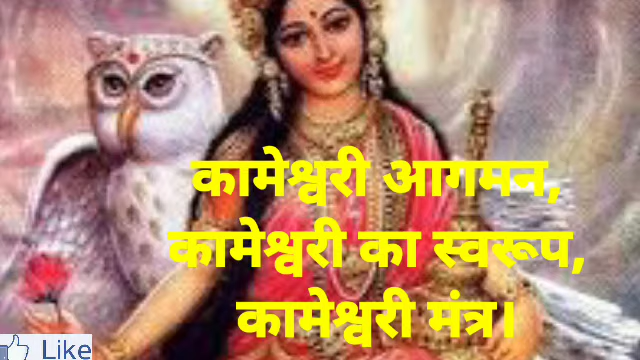 कामेश्वरी आगमन,
कामेश्वरी का स्वरूप,
कामेश्वरी मंत्र।
Like